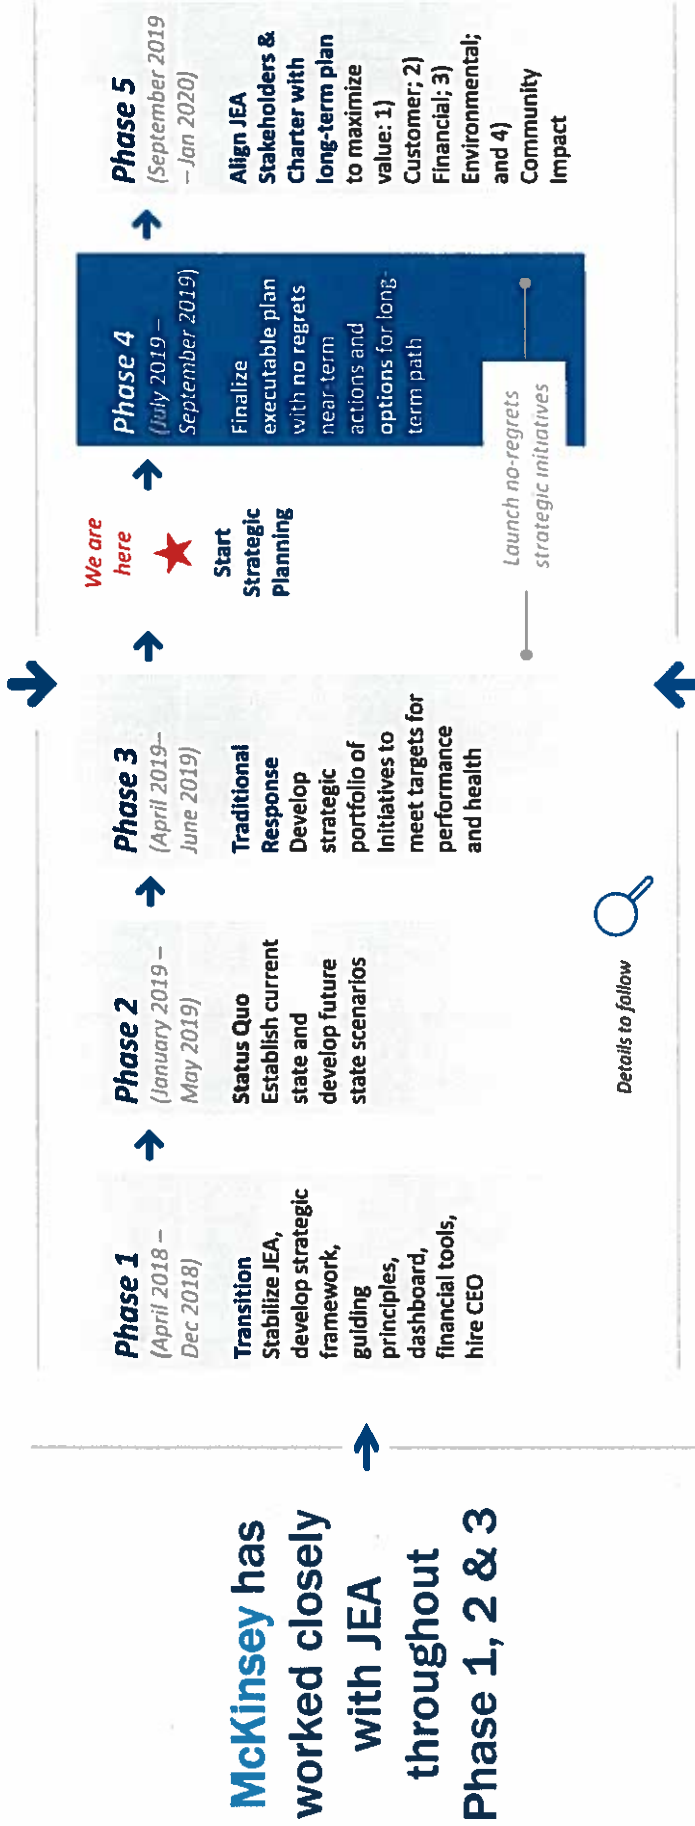 McKinsey has
worked closely
with JEA
throughout
Phase 1, 2 & 3
Phase 1
(April 2018 –
Dec 2018)
Transition
Stabilize JEA,
develop strategic
framework,
guiding
principles,
dashboard,
financial tools,
hire CEO
Phase 2
(January 2019 –
May 2019)
Status Quo
Establish current
state and
develop future
state scenarios
Phase 3
(April 2019–
June 2019)
Traditional
Response
Develop
strategic
portfolio of
Initiatives to
meet targets for
performance
and health
We are
here
Start
Strategic
Planning
Phase 4
(July 2019 –
September 2019)
Finalize
executable plan
with no regrets
near-term
actions and
options for long-
term path
Phase 5
(September 2019
– Jan 2020)
Align JEA
Stakeholders &
Charter with
long-term plan
to maximize
value: 1)
Customer; 2)
Financial; 3)
Environmental;
and 4)
Community
Impact
Launch no-regrets
strategic initiatives
Details to follow